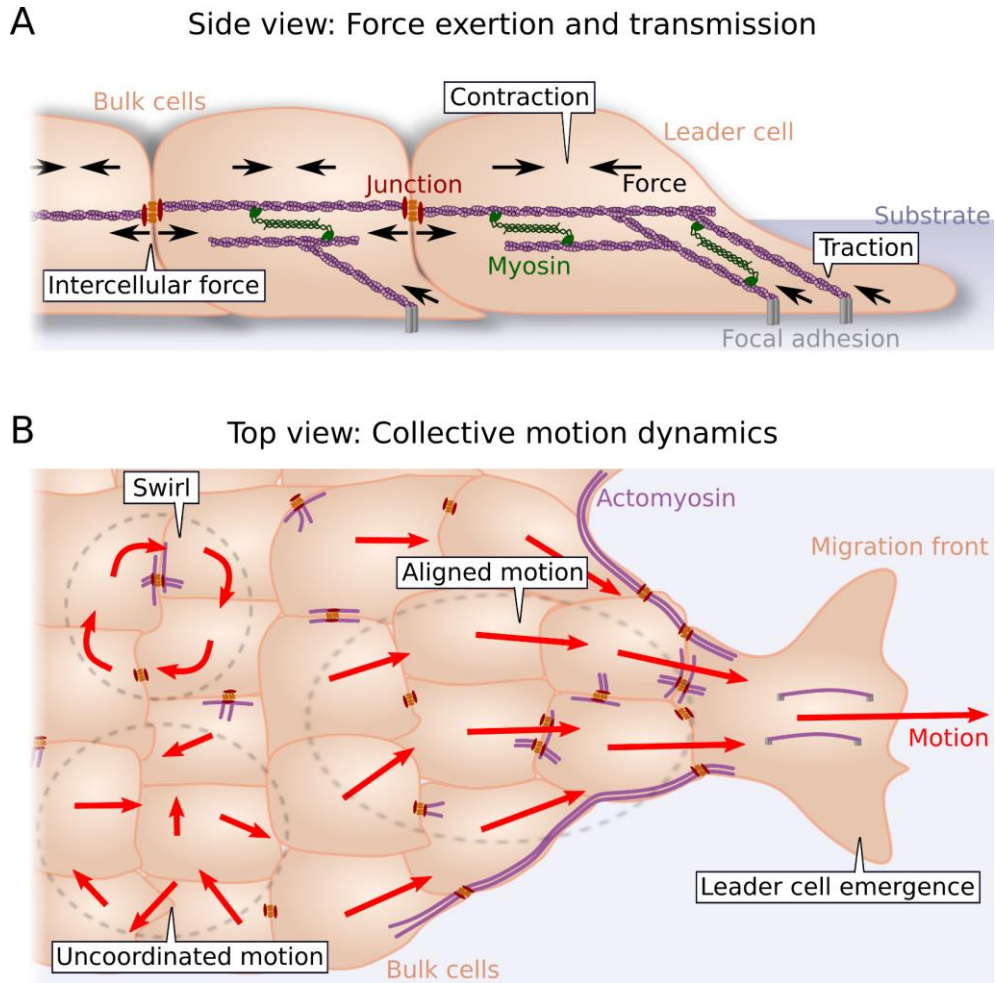 A
Side view: Force exertion and transmission
Bulk cells
Contraction
Leader cell
Junction
Force
Substrate
Traction
Intercellular force
Myosin
Focal adhesion
B
Top view: Collective motion dynamics
Swirl
Actomyosin
Migration front
Aligned motion
Motion
Leader cell emergence
Uncoordinated motion
Bulk cells